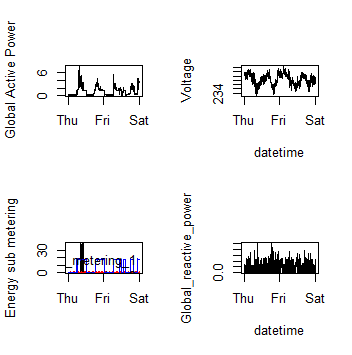 Global Active Power
6
0
Thu Fri Sat
Voltage
234
Thu Fri Sat
datetime
Energy sub metering
30
0
_metering_1
Thu Fri Sat
Global_reactive_power
0.0
Thu Fri Sat
datetime